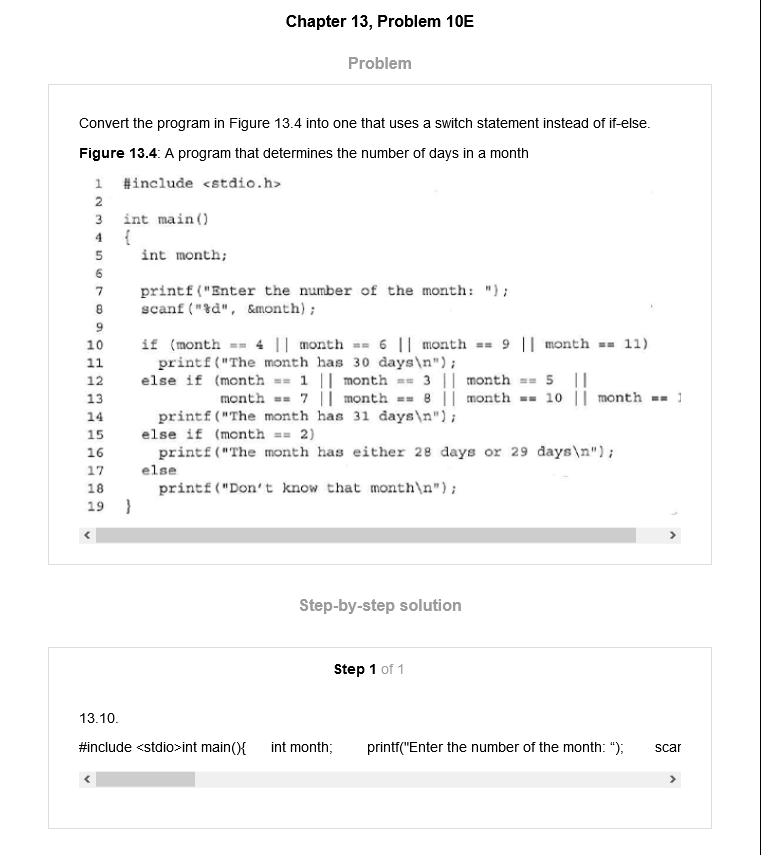 Chapter 13, Problem 10E
Problem
Convert the program in Figure 13.4 into one that uses a switch statement instead of if-else.
Figure 13.4: A program that determines the number of days in a month
1 #include <stdio.h>
2
3 int main()
4 {
5 int month;
6
7 printf("Enter the number of the month: ");
8 scanf("%d", &month);
9
10 if (month == 4 || month == 6 || month == 9 || month == 11)
11 printf("The month has 30 days\n");
12 else if (month == 1 || month == 3 || month == 5 ||
13 month == 7 || month == 8 || month == 10 || month ==
14 printf("The month has 31 days\n");
15 else if (month == 2)
16 printf("The month has either 28 days or 29 days\n");
17 else
18 printf("Don't know that month\n");
19 }
Step-by-step solution
Step 1 of 1
13.10.
#include <stdio>int main(){ int month; printf("Enter the number of the month: “); scan